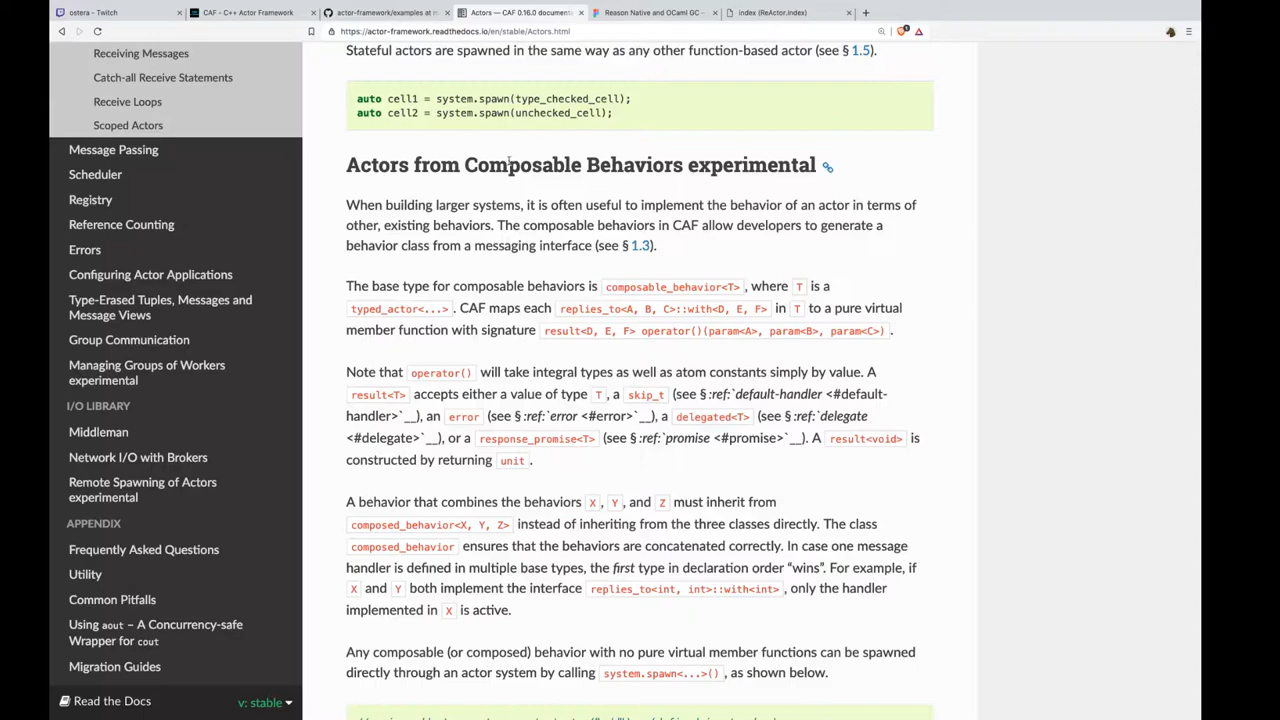 ostera - Twitch
CAF - C++ Actor Framework
actor-framework/examples at m
Actors — CAF 0.16.0 documenta
Reason Native and OCaml GC -
index (ReActor.index)
https://actor-framework.readthedocs.io/en/stable/Actors.html
Receiving Messages
Catch-all Receive Statements
Receive Loops
Scoped Actors
Message Passing
Scheduler
Registry
Reference Counting
Errors
Configuring Actor Applications
Type-Erased Tuples, Messages and
Message Views
Group Communication
Managing Groups of Workers
experimental
I/O LIBRARY
Middleman
Network I/O with Brokers
Remote Spawning of Actors
experimental
APPENDIX
Frequently Asked Questions
Utility
Common Pitfalls
Using aout – A Concurrency-safe
Wrapper for cout
Migration Guides
Read the Docs
v: stable
Stateful actors are spawned in the same way as any other function-based actor (see § 1.5).
auto cell1 = system.spawn(type_checked_cell);
auto cell2 = system.spawn(unchecked_cell);
Actors from Composable Behaviors experimental
When building larger systems, it is often useful to implement the behavior of an actor in terms of
other, existing behaviors. The composable behaviors in CAF allow developers to generate a
behavior class from a messaging interface (see § 1.3).
The base type for composable behaviors is composable_behavior<T>, where T is a
typed_actor<...>. CAF maps each replies_to<A, B, C>::with<D, E, F> in T to a pure virtual
member function with signature result<D, E, F> operator()(param<A>, param<B>, param<C>).
Note that operator() will take integral types as well as atom constants simply by value. A
result<T> accepts either a value of type T, a skip_t (see § :ref:`default-handler <#default-
handler>`__), an error (see § :ref:`error <#error>`__), a delegated<T> (see § :ref:`delegate
<#delegate>`__), or a response_promise<T> (see § :ref:`promise <#promise>`__). A result<void> is
constructed by returning unit.
A behavior that combines the behaviors X, Y, and Z must inherit from
composed_behavior<X, Y, Z> instead of inheriting from the three classes directly. The class
composed_behavior ensures that the behaviors are concatenated correctly. In case one message
handler is defined in multiple base types, the first type in declaration order “wins”. For example, if
X and Y both implement the interface replies_to<int, int>::with<int>, only the handler
implemented in X is active.
Any composable (or composed) behavior with no pure virtual member functions can be spawned
directly through an actor system by calling system.spawn<...>(), as shown below.